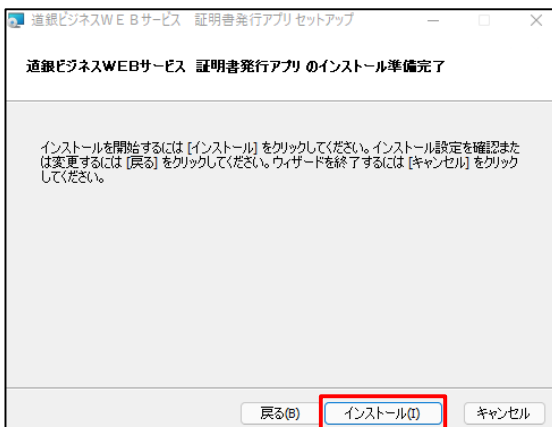 道銀ビジネスＷＥＢサービス　証明書発行アプリ セットアップ
道銀ビジネスWEBサービス 証明書発行アプリ のインストール準備完了
インストールを開始するには [インストール] をクリックしてください。インストール設定を確認また
は変更するには [戻る] をクリックしてください。ウィザードを終了するには [キャンセル] をクリック
してください。
戻る(B) インストール(I) キャンセル